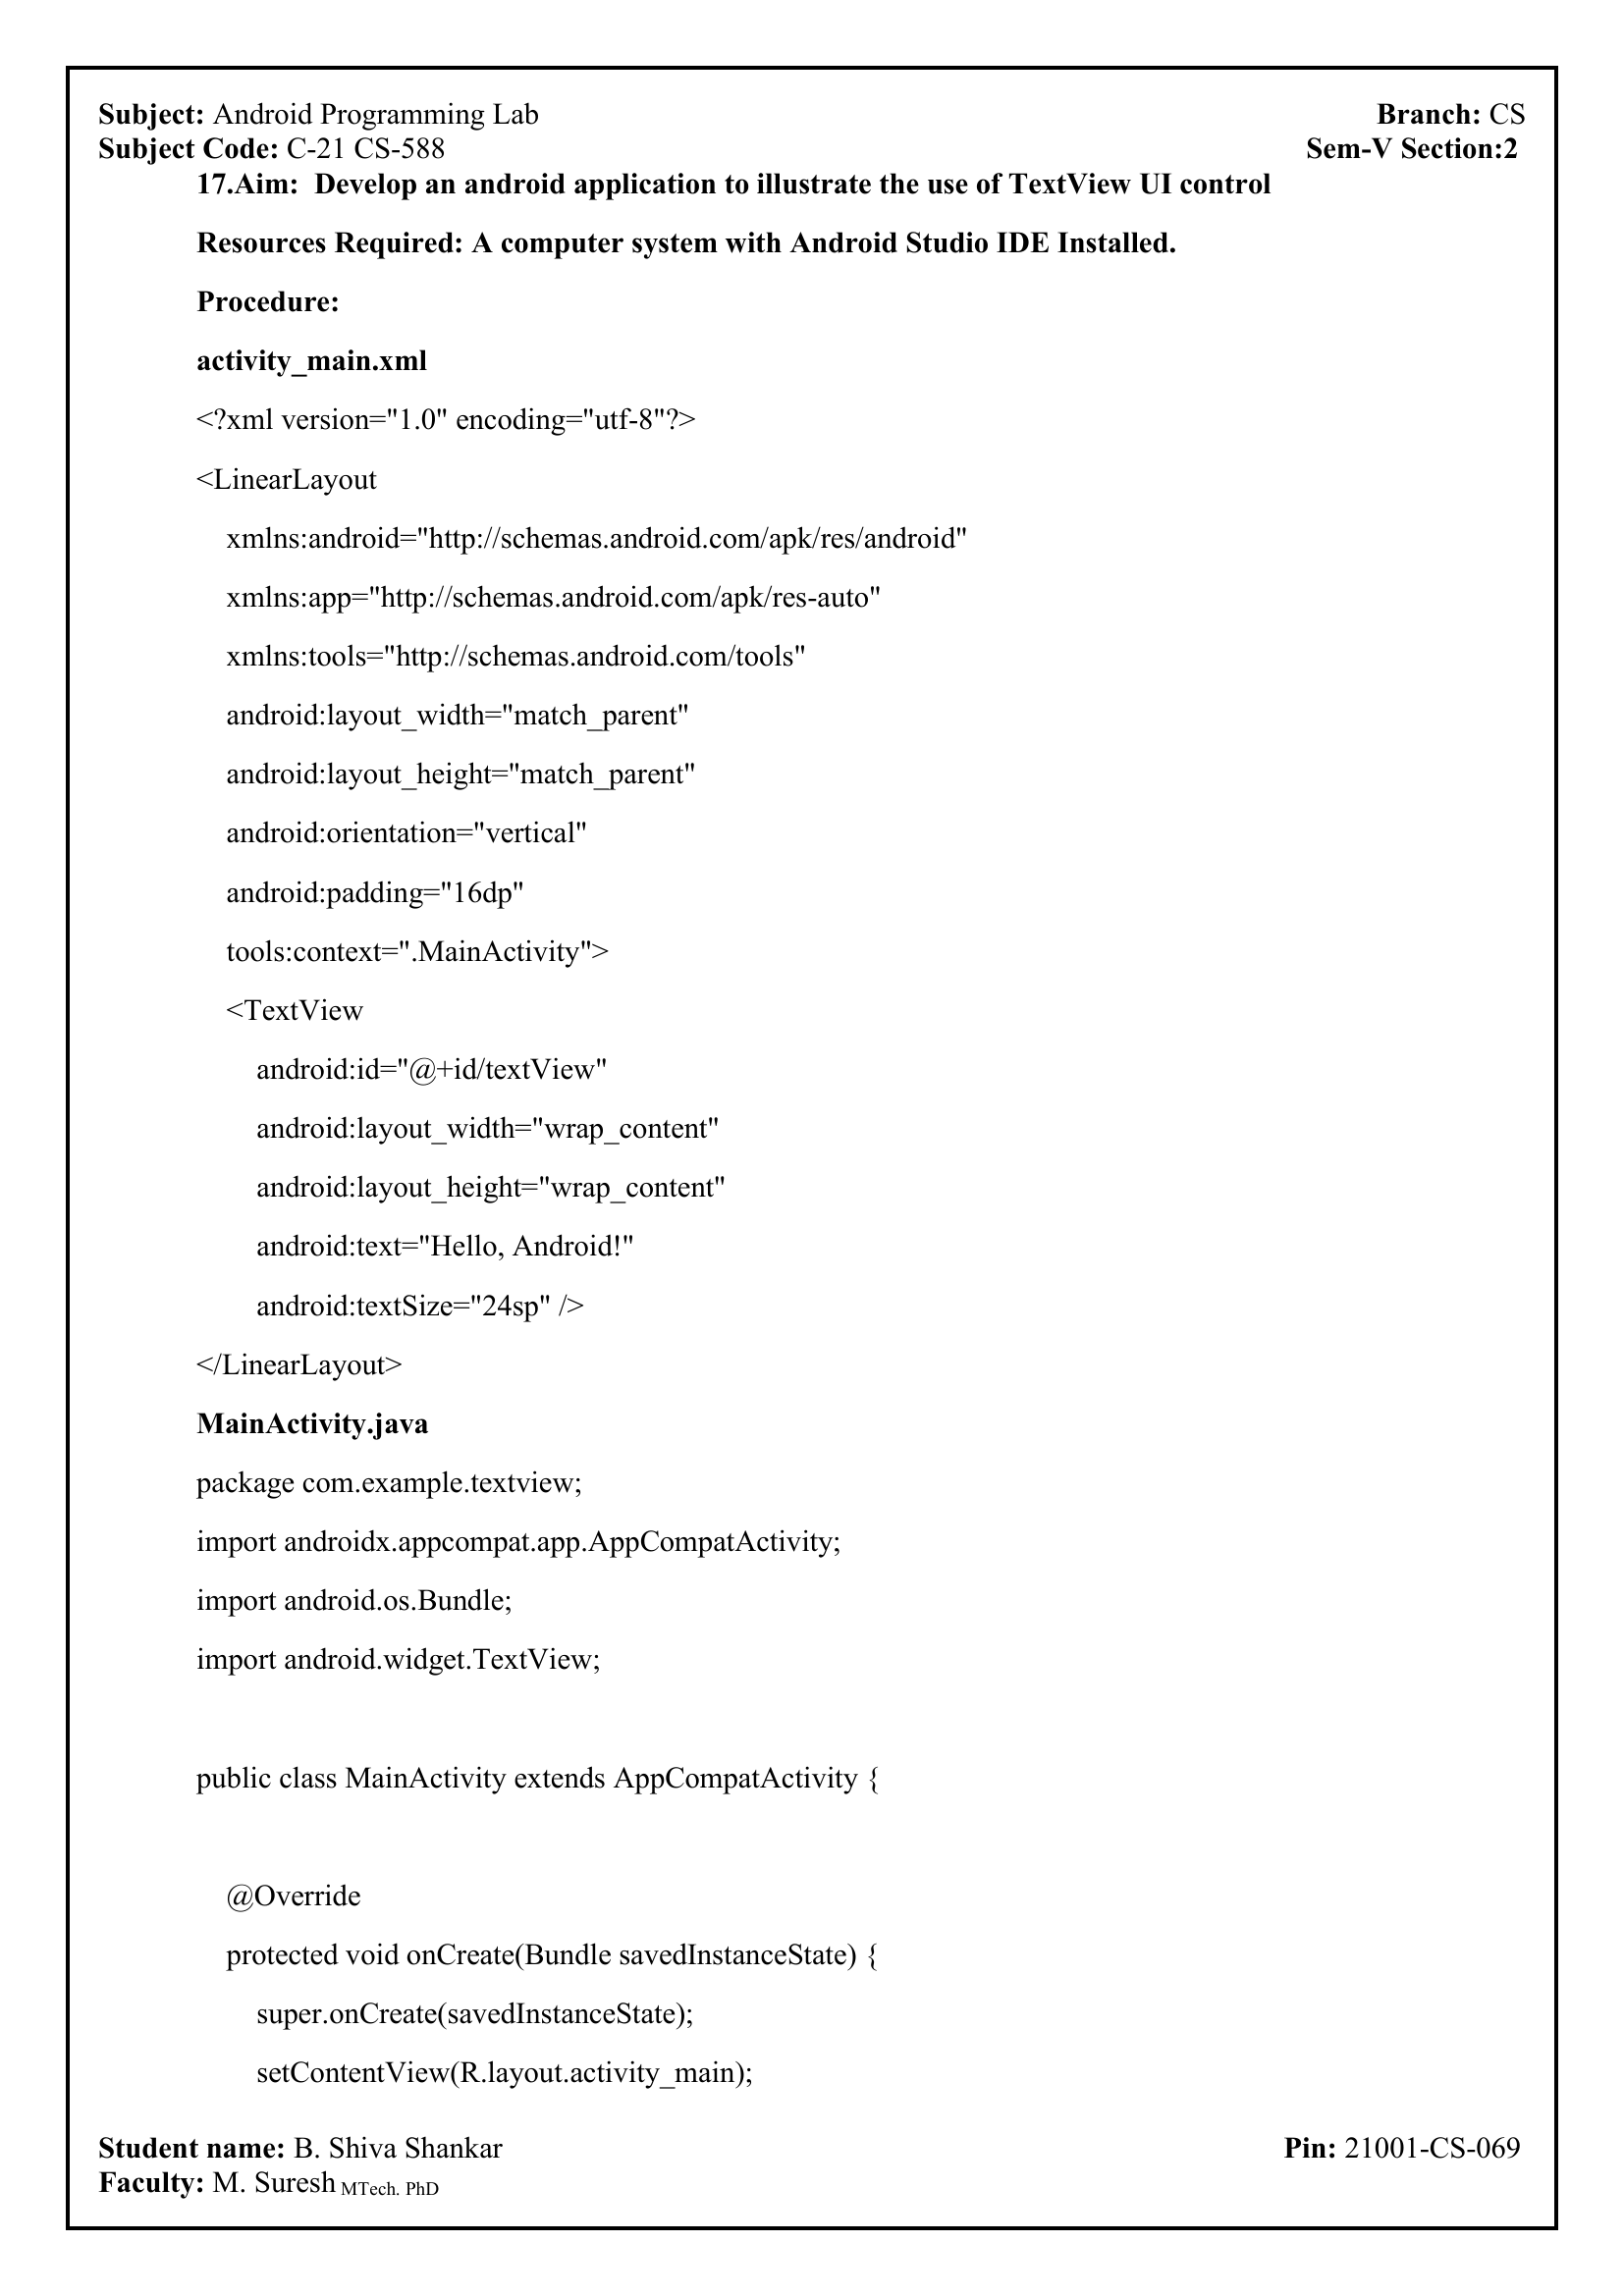 Subject: Android Programming Lab Branch: CS
Subject Code: C-21 CS-588 Sem-V Section:2
17.Aim:  Develop an android application to illustrate the use of TextView UI control
Resources Required: A computer system with Android Studio IDE Installed.
Procedure:
activity_main.xml
<?xml version="1.0" encoding="utf-8"?>
<LinearLayout
xmlns:android="http://schemas.android.com/apk/res/android"
xmlns:app="http://schemas.android.com/apk/res-auto"
xmlns:tools="http://schemas.android.com/tools"
android:layout_width="match_parent"
android:layout_height="match_parent"
android:orientation="vertical"
android:padding="16dp"
tools:context=".MainActivity">
<TextView
android:id="@+id/textView"
android:layout_width="wrap_content"
android:layout_height="wrap_content"
android:text="Hello, Android!"
android:textSize="24sp" />
</LinearLayout>
MainActivity.java
package com.example.textview;
import androidx.appcompat.app.AppCompatActivity;
import android.os.Bundle;
import android.widget.TextView;
public class MainActivity extends AppCompatActivity {
@Override
protected void onCreate(Bundle savedInstanceState) {
super.onCreate(savedInstanceState);
setContentView(R.layout.activity_main);
Student name: B. Shiva Shankar Pin: 21001-CS-069
Faculty: M. Suresh MTech. PhD